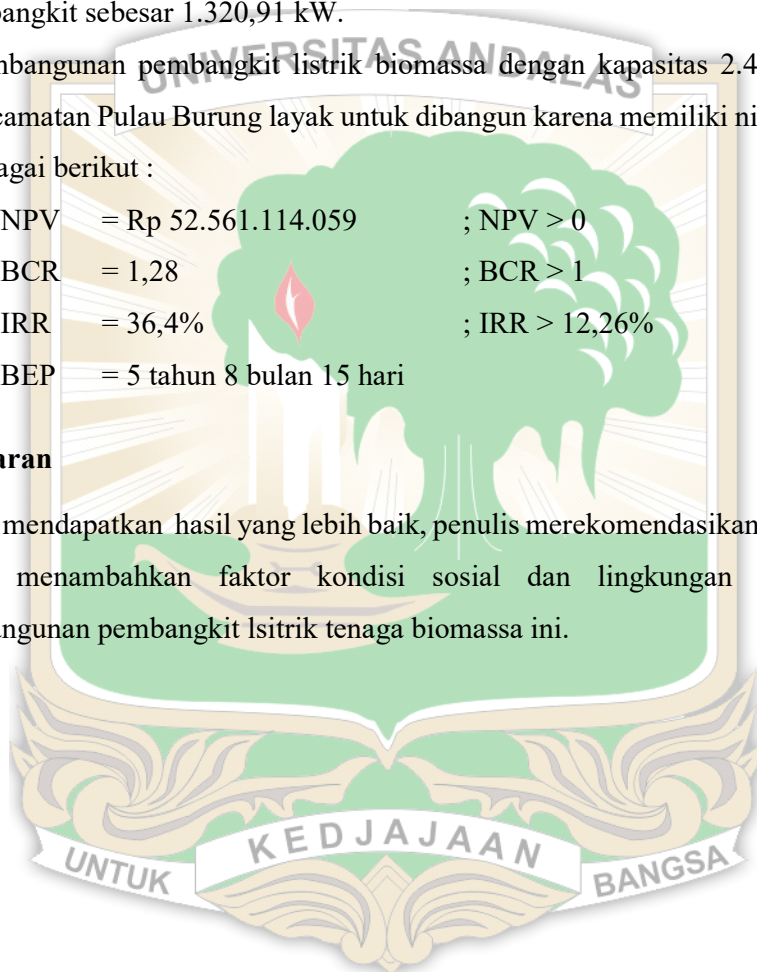 bangkit sebesar 1.320,91 kW.
UNIVERSITAS ANDALAS
mbangunan pembangkit listrik biomassa dengan kapasitas 2.4
camatan Pulau Burung layak untuk dibangun karena memiliki ni
bagai berikut :
NPV = Rp 52.561.114.059 ; NPV > 0
BCR = 1,28 ; BCR > 1
IRR = 36,4% ; IRR > 12,26%
BEP = 5 tahun 8 bulan 15 hari
aran
mendapatkan hasil yang lebih baik, penulis merekomendasikan
menambahkan faktor kondisi sosial dan lingkungan
angunan pembangkit lsitrik tenaga biomassa ini.
UNTUK KEDJAJAAN BANGSA